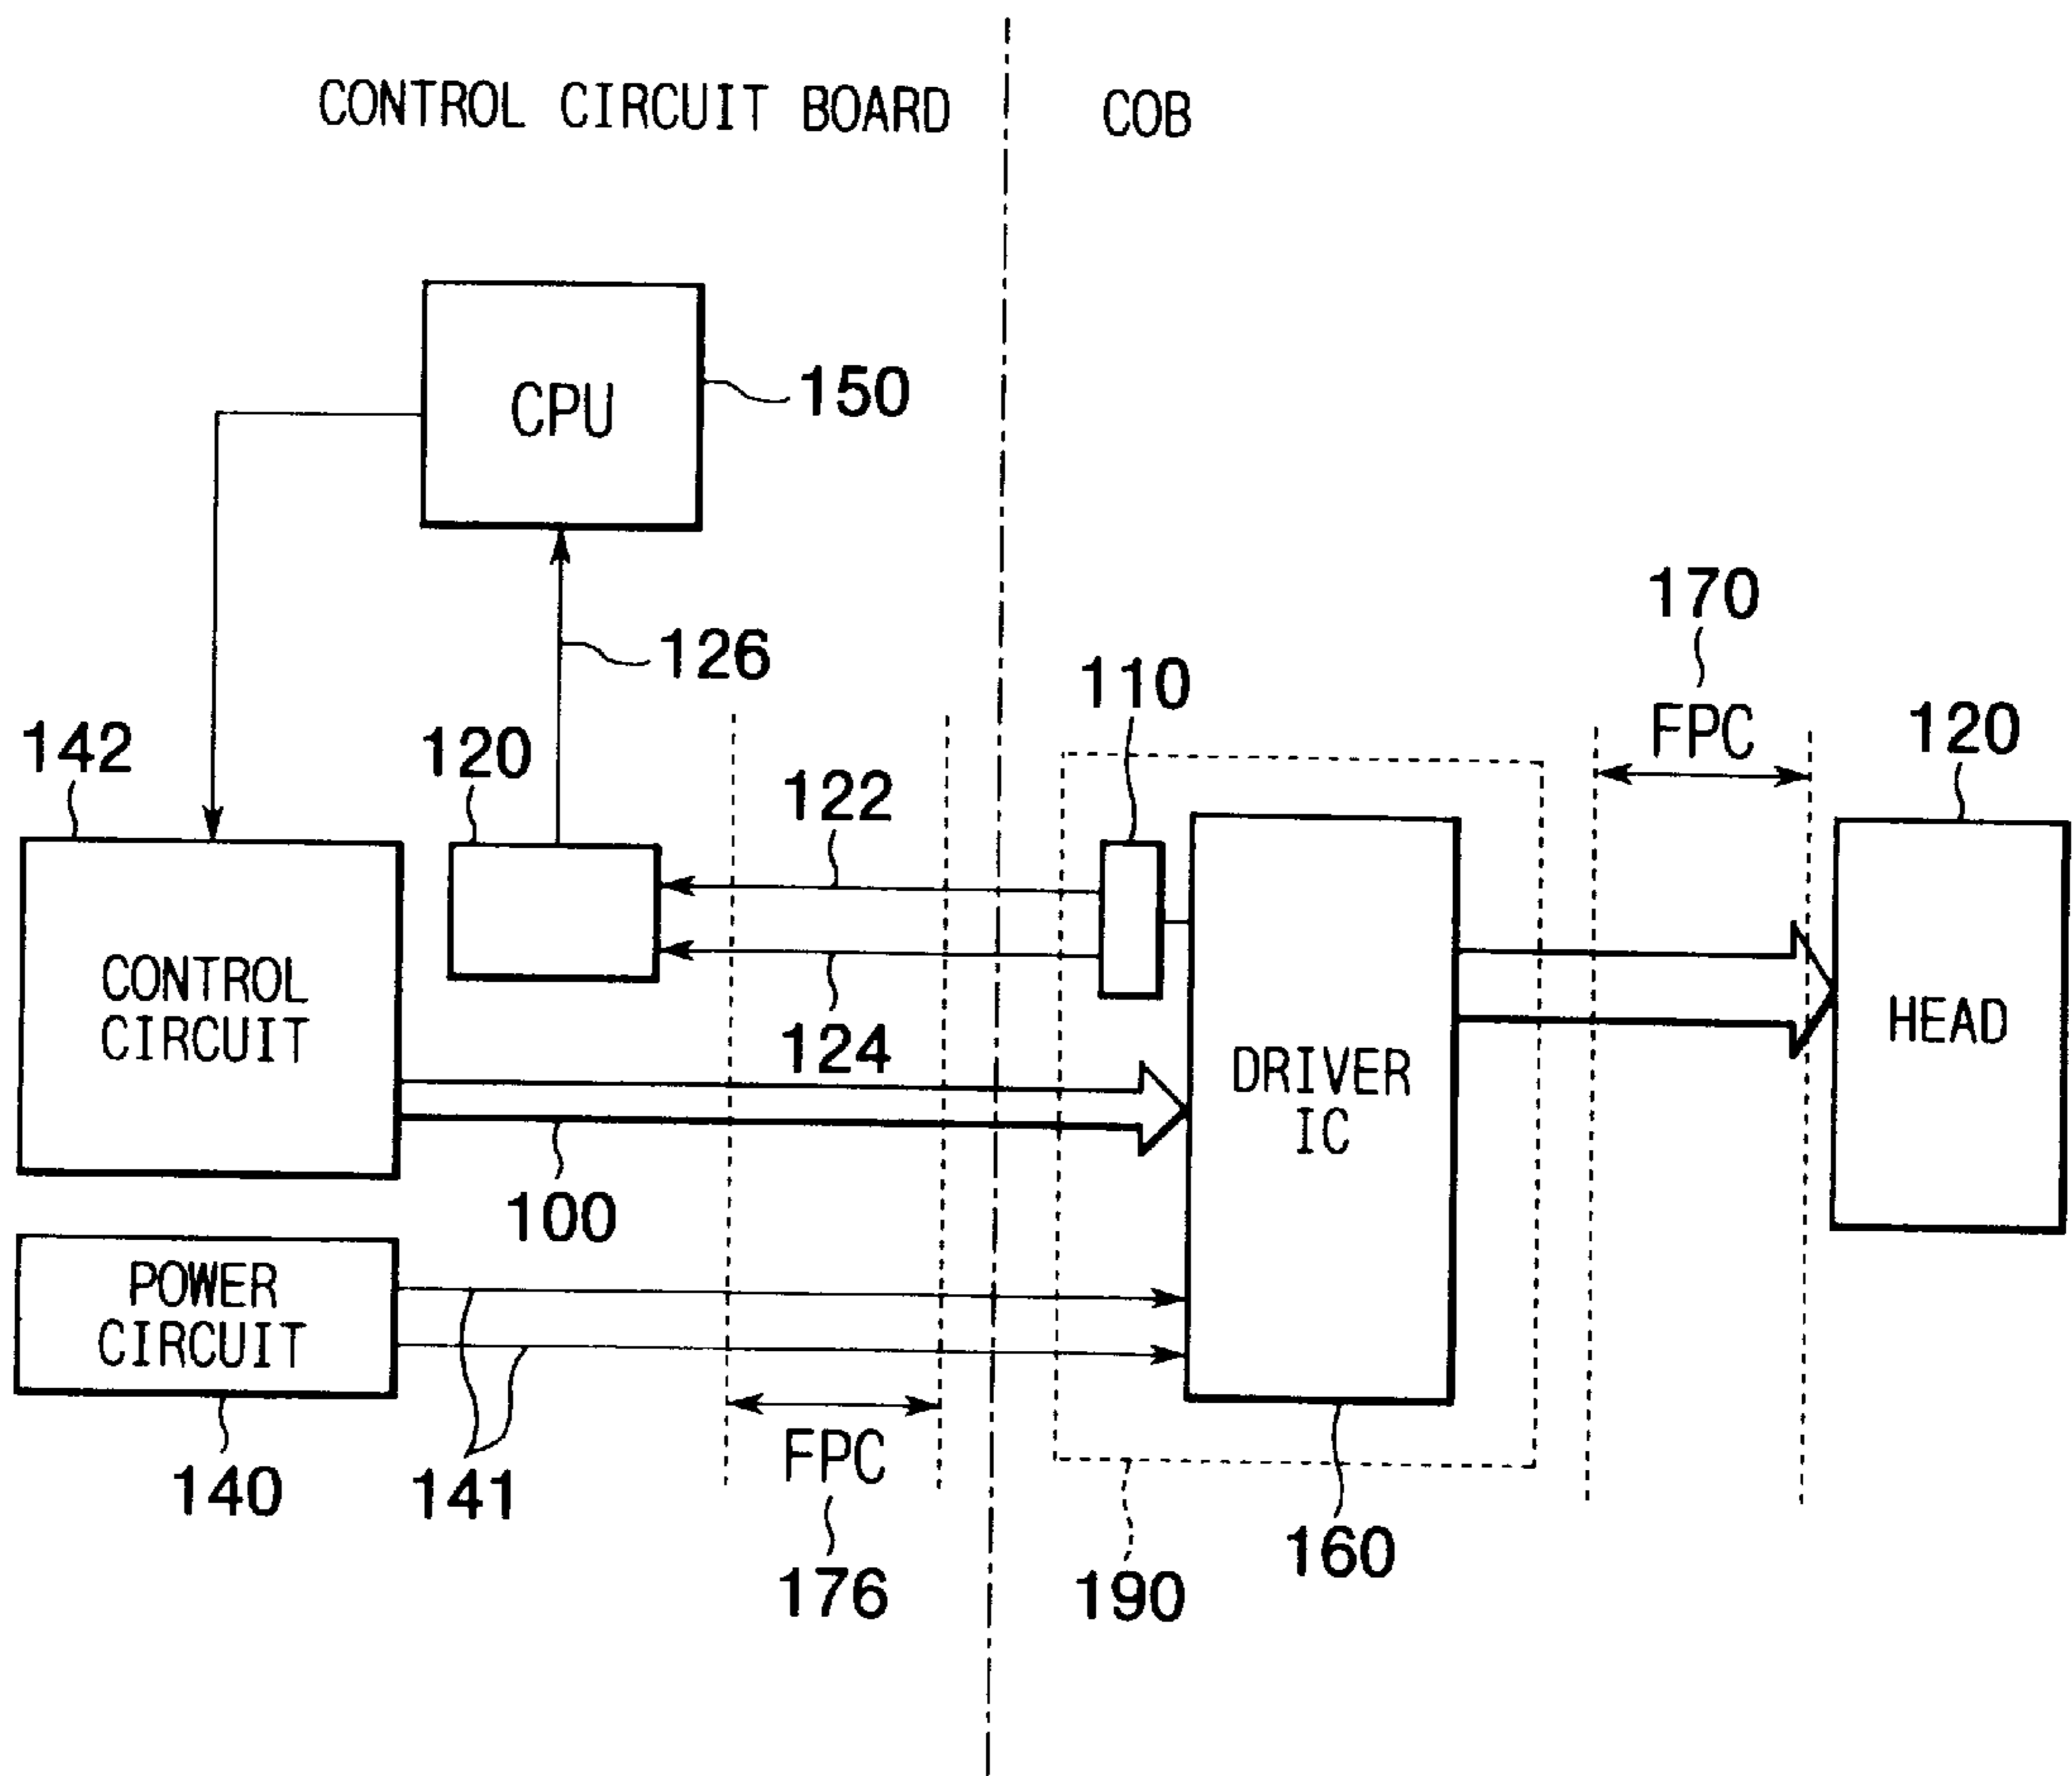 CONTROL CIRCUIT BOARD
COB
CPU
150
126
170
110
FPC
142
120
122
120
CONTROL
CIRCUIT
124
DRIVER
IC
HEAD
100
POWER
CIRCUIT
140
141
FPC
176
190
160